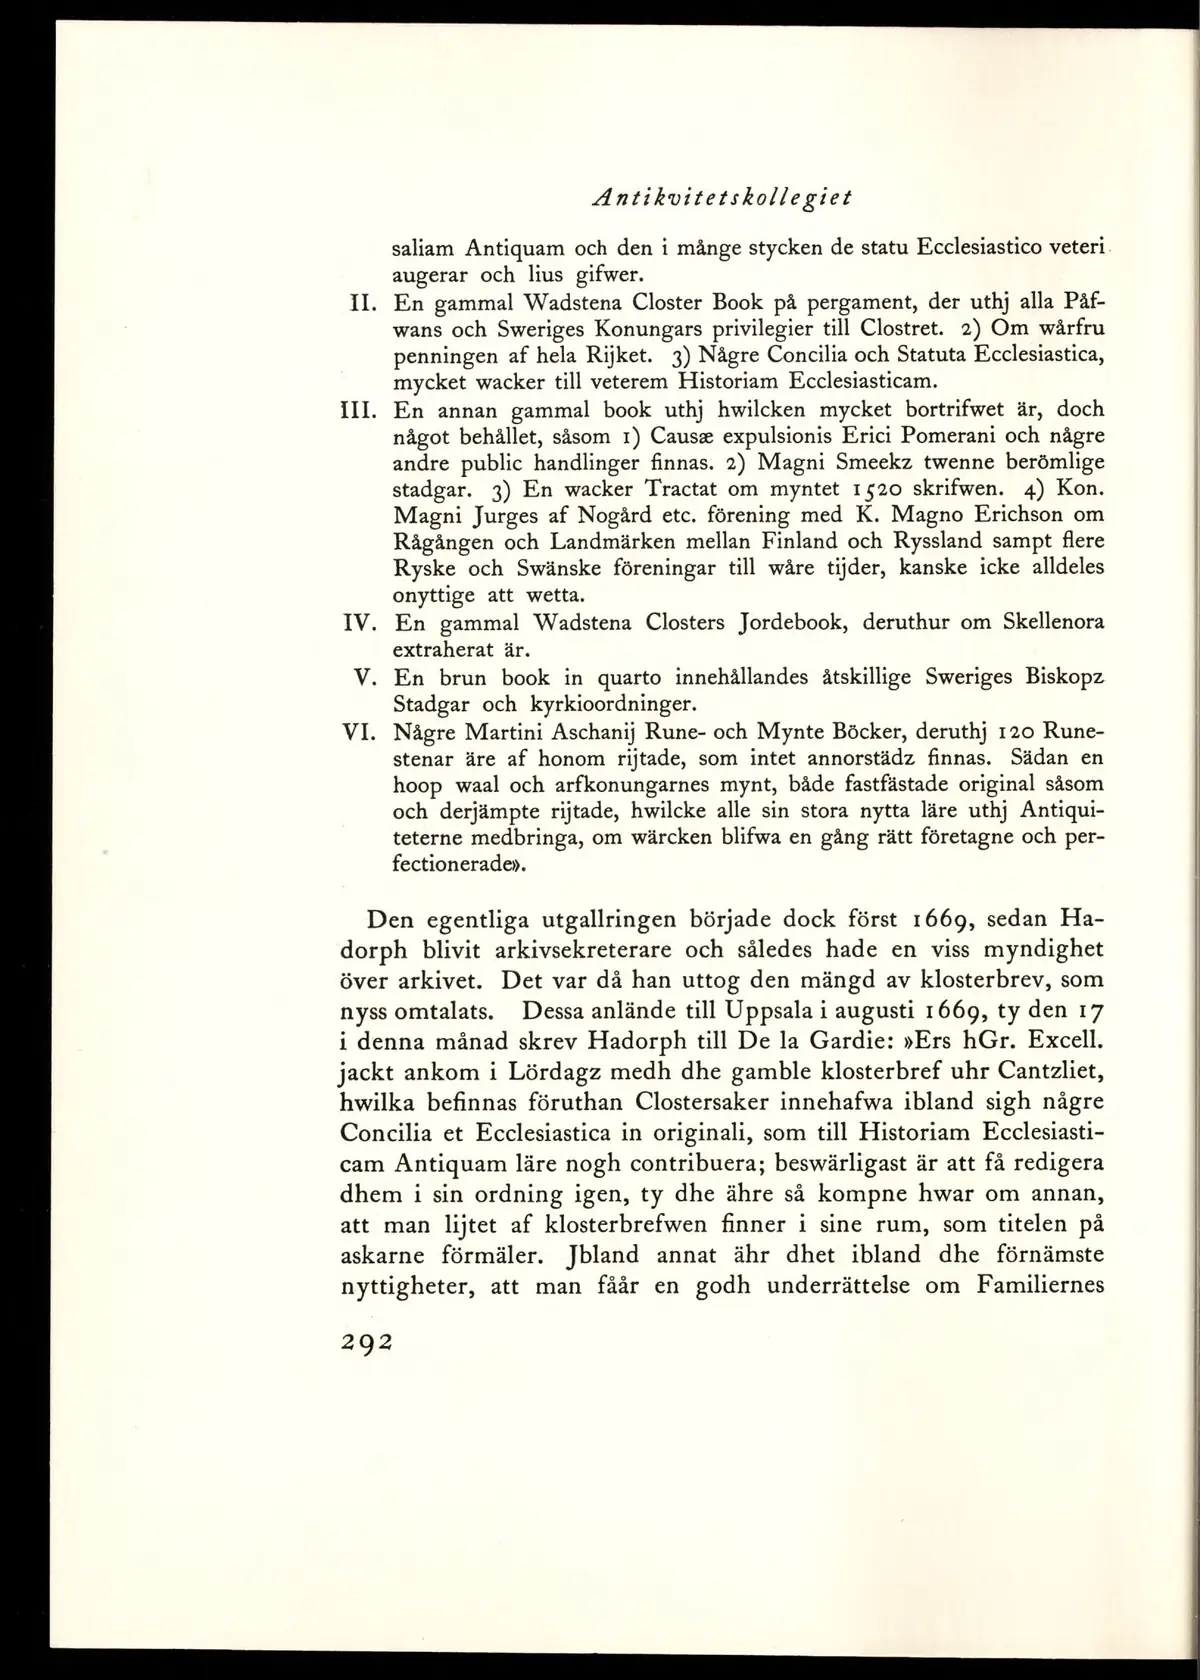 Antikvitetskollegiet
saliam Antiquam och den i månge stycken de statu Ecclesiastico veteri
augerar och lius gifwer.
II. En gammal Wadstena Closter Book på pergament, der uthj alla Påf-
wans och Sweriges Konungars privilegier till Clostret. 2) Om wårfru
penningen af hela Rijket. 3) Någre Concilia och Statuta Ecclesiastica,
mycket wacker till veterem Historiam Ecclesiasticam.
III. En annan gammal book uthj hwilcken mycket bortrifwet är, doch
något behållet, såsom 1) Causæ expulsionis Erici Pomerani och någre
andre public handlinger finnas. 2) Magni Smeekz twenne berömlige
stadgar. 3) En wacker Tractat om myntet 1520 skrifwen. 4) Kon.
Magni Jurges af Nogård etc. förening med K. Magno Erichson om
Rågången och Landmärken mellan Finland och Ryssland sampt flere
Ryske och Swänske föreningar till wåre tijder, kanske icke alldeles
onyttige att wetta.
IV. En gammal Wadstena Closters Jordebook, deruthur om Skellenora
extraherat är.
V. En brun book in quarto innehållandes åtskillige Sweriges Biskopz
Stadgar och kyrkioordninger.
VI. Någre Martini Aschanij Rune- och Mynte Böcker, deruthj 120 Rune-
stenar äre af honom rijtade, som intet annorstädz finnas. Sädan en
hoop waal och arfkonungarnes mynt, både fastfästade original såsom
och derjämpte rijtade, hwilcke alle sin stora nytta läre uthj Antiqui-
teterne medbringa, om wärcken blifwa en gång rätt företagne och per-
fectionerade».
Den egentliga utgallringen började dock först 1669, sedan Ha-
dorph blivit arkivsekreterare och således hade en viss myndighet
över arkivet. Det var då han uttog den mängd av klosterbrev, som
nyss omtalats. Dessa anlände till Uppsala i augusti 1669, ty den 17
i denna månad skrev Hadorph till De la Gardie: »Ers hGr. Excell.
jackt ankom i Lördagz medh dhe gamble klosterbref uhr Cantzliet,
hwilka befinnas föruthan Clostersaker innehafwa ibland sigh någre
Concilia et Ecclesiastica in originali, som till Historiam Ecclesiasti-
cam Antiquam läre nogh contribuera; beswärligast är att få redigera
dhem i sin ordning igen, ty dhe ähre så kompne hwar om annan,
att man lijtet af klosterbrefwen finner i sine rum, som titelen på
askarne förmäler. Jbland annat ähr dhet ibland dhe förnämste
nyttigheter, att man fåår en godh underrättelse om Familiernes
292